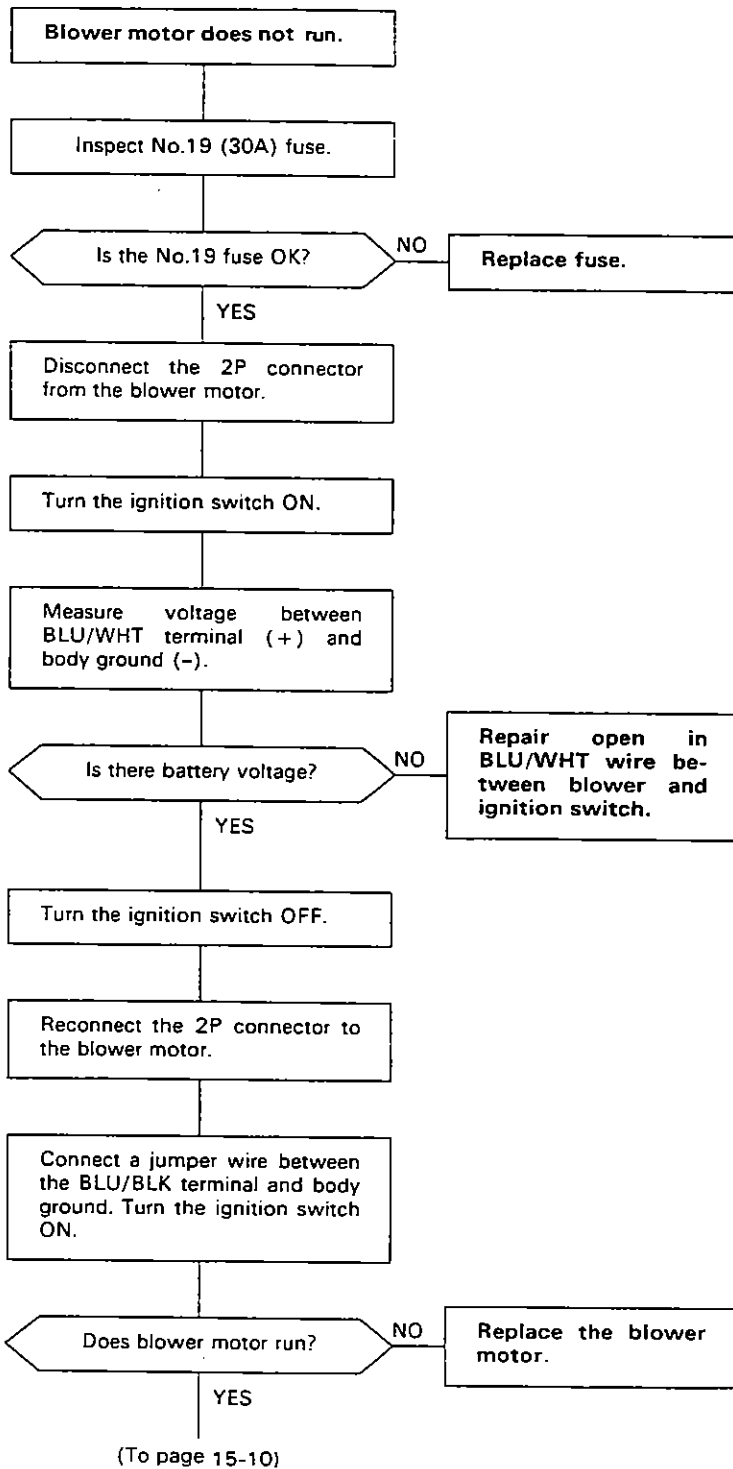 Blower motor does not run.
Inspect No.19 (30A) fuse.
Is the No.19 fuse OK?
NO
Replace fuse.
YES
Disconnect the 2P connector
from the blower motor.
Turn the ignition switch ON.
Measure voltage between
BLU/WHT terminal (+) and
body ground (-).
Is there battery voltage?
NO
Repair open in
BLU/WHT wire be-
tween blower and
ignition switch.
YES
Turn the ignition switch OFF.
Reconnect the 2P connector to
the blower motor.
Connect a jumper wire between
the BLU/BLK terminal and body
ground. Turn the ignition switch
ON.
Does blower motor run?
NO
Replace the blower
motor.
YES
(To page 15-10)